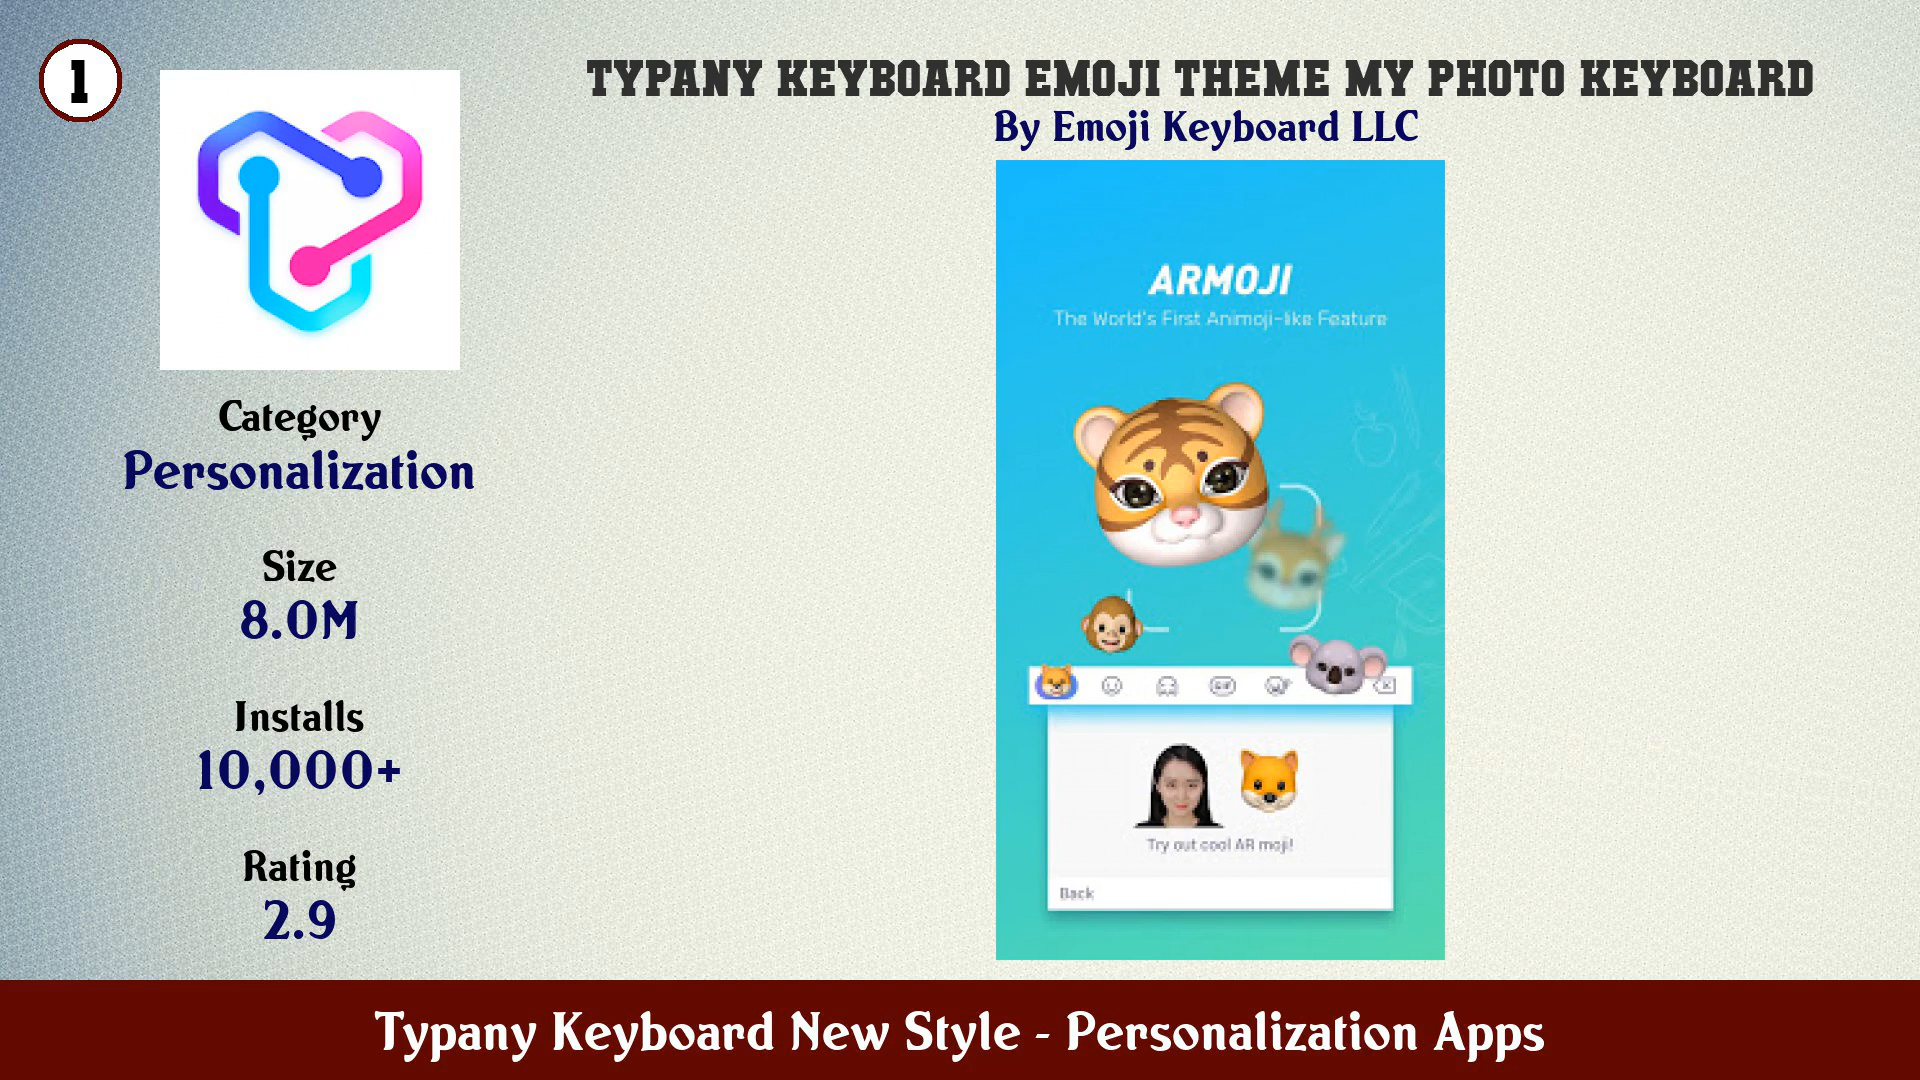 1
TYPANY KEYBOARD EMOJI THEME MY PHOTO KEYBOARD
By Emoji Keyboard LLC
Category
Personalization
Size
8.0M
Installs
10,000+
Rating
2.9
ARMOJI
The World's First Animoji-like Feature
GIF
Try out cool AR moji!
Back
Typany Keyboard New Style - Personalization Apps